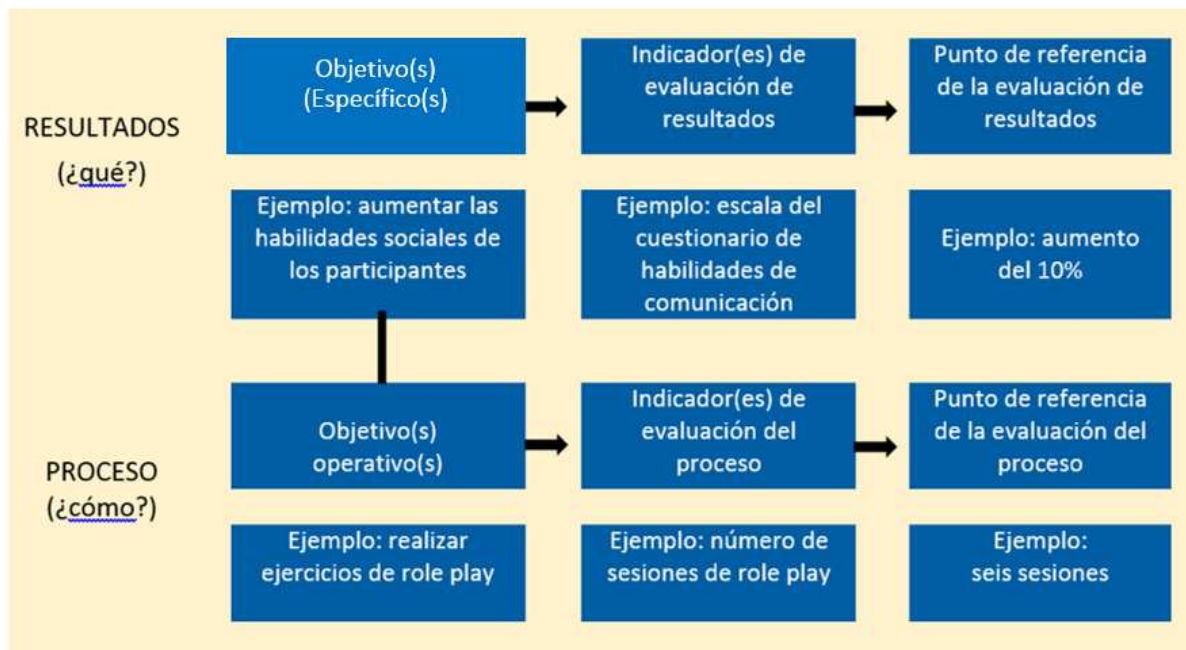 RESULTADOS
(¿qué?)
Objetivo(s)
(Específico(s)
Indicador(es) de
evaluación de
resultados
Punto de referencia
de la evaluación de
resultados
Ejemplo: aumentar las
habilidades sociales de
los participantes
Ejemplo: escala del
cuestionario de
habilidades de
comunicación
Ejemplo: aumento
del 10%
PROCESO
(¿cómo?)
Objetivo(s)
operativo(s)
Indicador(es) de
evaluación del
proceso
Punto de referencia
de la evaluación del
proceso
Ejemplo: realizar
ejercicios de role play
Ejemplo: número de
sesiones de role play
Ejemplo:
seis sesiones